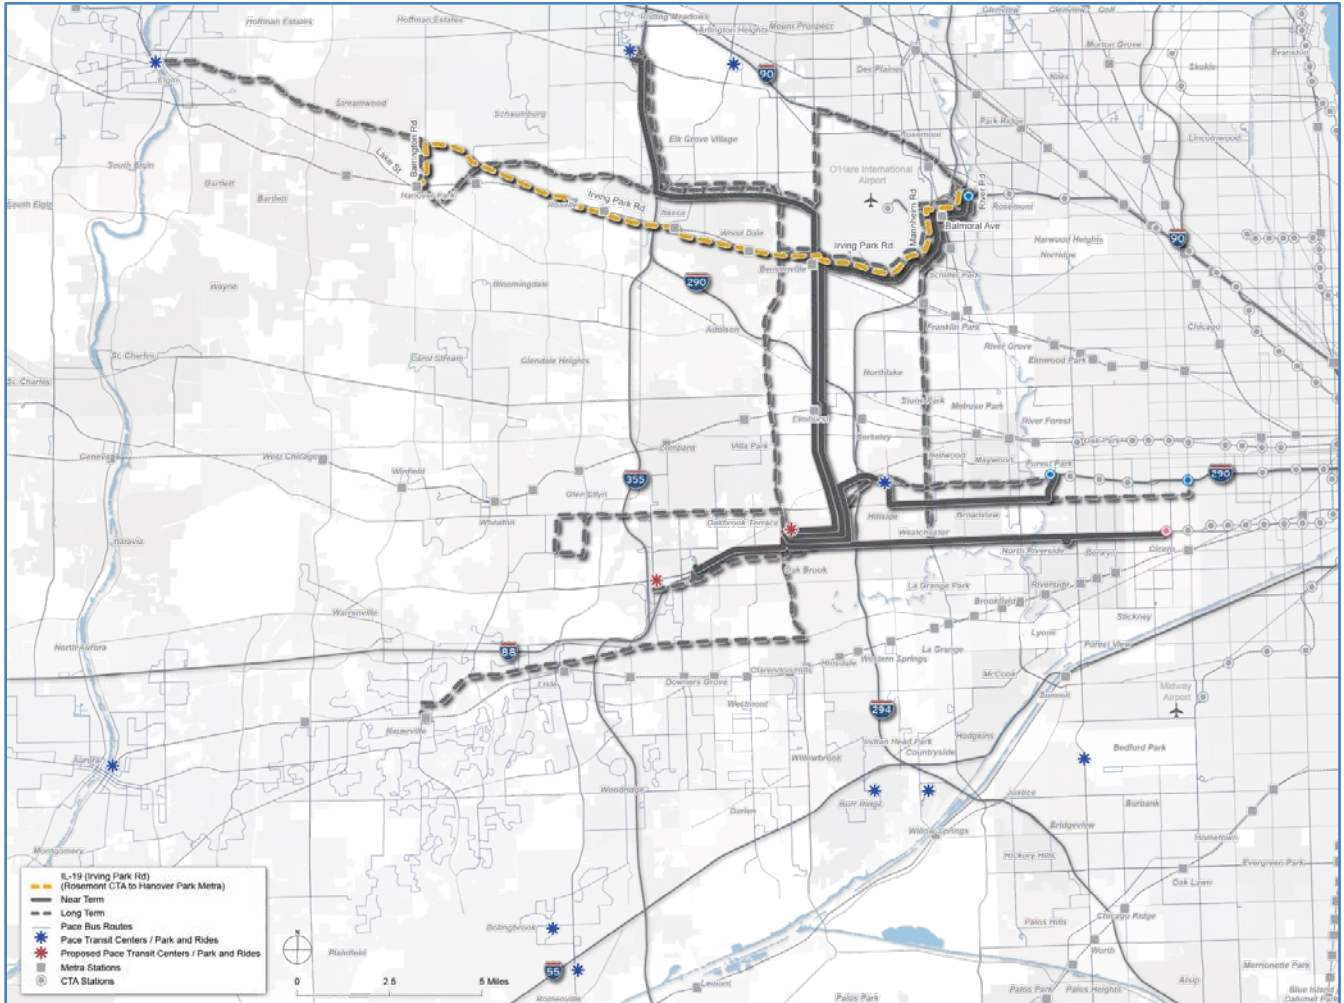 Hoffman Estates
Hoffman Estates
Rolling Meadows
Arlington Heights
Mount Prospect
Glenview
Glenview
Golf
Morton Grove
Evanston
Skokie
Des Plaines
Niles
90
Elgin
Streamwood
Schaumburg
Elk Grove Village
Park Ridge
Lincolnwood
Rosemont
Barrington Rd
Lake St
South Elgin
Bartlett
Bartlett
Hanover Park
O'Hare International
Airport
River Rd
Rosemont
South Elgin
Roselle
Irving Park Rd
Itasca
Mannheim Rd
Balmoral Ave
Wood Dale
Irving Park Rd
Harwood Heights
Norridge
90
Bensenville
Schiller Park
290
Wayne
Bloomingdale
Addison
Franklin Park
Chicago
River Grove
Elmwood Park
St. Charles
Carol Stream
Glendale Heights
St. Charles
Northlake
Stone Park
Melrose Park
River Forest
Elmhurst
Berkeley
Oak Park
Geneva
West Chicago
Winfield
Lombard
Villa Park
Bellwood
Maywood
Forest Park
290
355
Glen Ellyn
Wheaton
Oakbrook Terrace
Hillside
Broadview
Westchester
Batavia
North Riverside
Berwyn
Cicero
Oak Brook
La Grange Park
Riverside
Brookfield
Warrenville
Stickney
Lyons
North Aurora
88
Forest View
La Grange
Hinsdale
Western Springs
Clarendon Hills
Lisle
Downers Grove
McCook
Summit
Midway
Airport
Westmont
294
Naperville
Hodgkins
Indian Head Park
Countryside
Bedford Park
Willowbrook
Aurora
Woodridge
Burr Ridge
Justice
Burbank
Darien
Bridgeview
Willow Springs
Hometown
Montgomery
Hickory Hills
Evergreen Park
Oak Lawn
Chicago Ridge
Palos Hills
Bolingbrook
Plainfield
Worth
Merrionette Park
55
Romeoville
Lemont
Alsip
Palos Park
Palos Park
Palos Heights
Blue Island
Calumet Park
IL-19 (Irving Park Rd)
(Rosemont CTA to Hanover Park Metra)
Near Term
Long Term
Pace Bus Routes
Pace Transit Centers / Park and Rides
Proposed Pace Transit Centers / Park and Rides
Metra Stations
CTA Stations
N
0 2.5 5 Miles